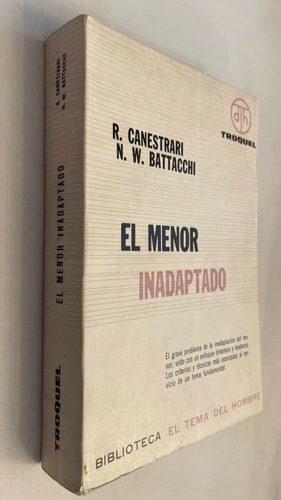 R. CANESTRARI
N. W. BATTACCHI
EL MENOR INADAPTADO
TROQUEL
dth
TROQUEL
R. CANESTRARI
N. W. BATTACCHI
EL MENOR
INADAPTADO
El grave problema de la inadaptación del me-
nor, visto con un enfoque dinámico y moderno.
Los criterios y técnicas más avanzadas al ser-
vicio de un tema fundamental.
BIBLIOTECA EL TEMA DEL HOMBRE